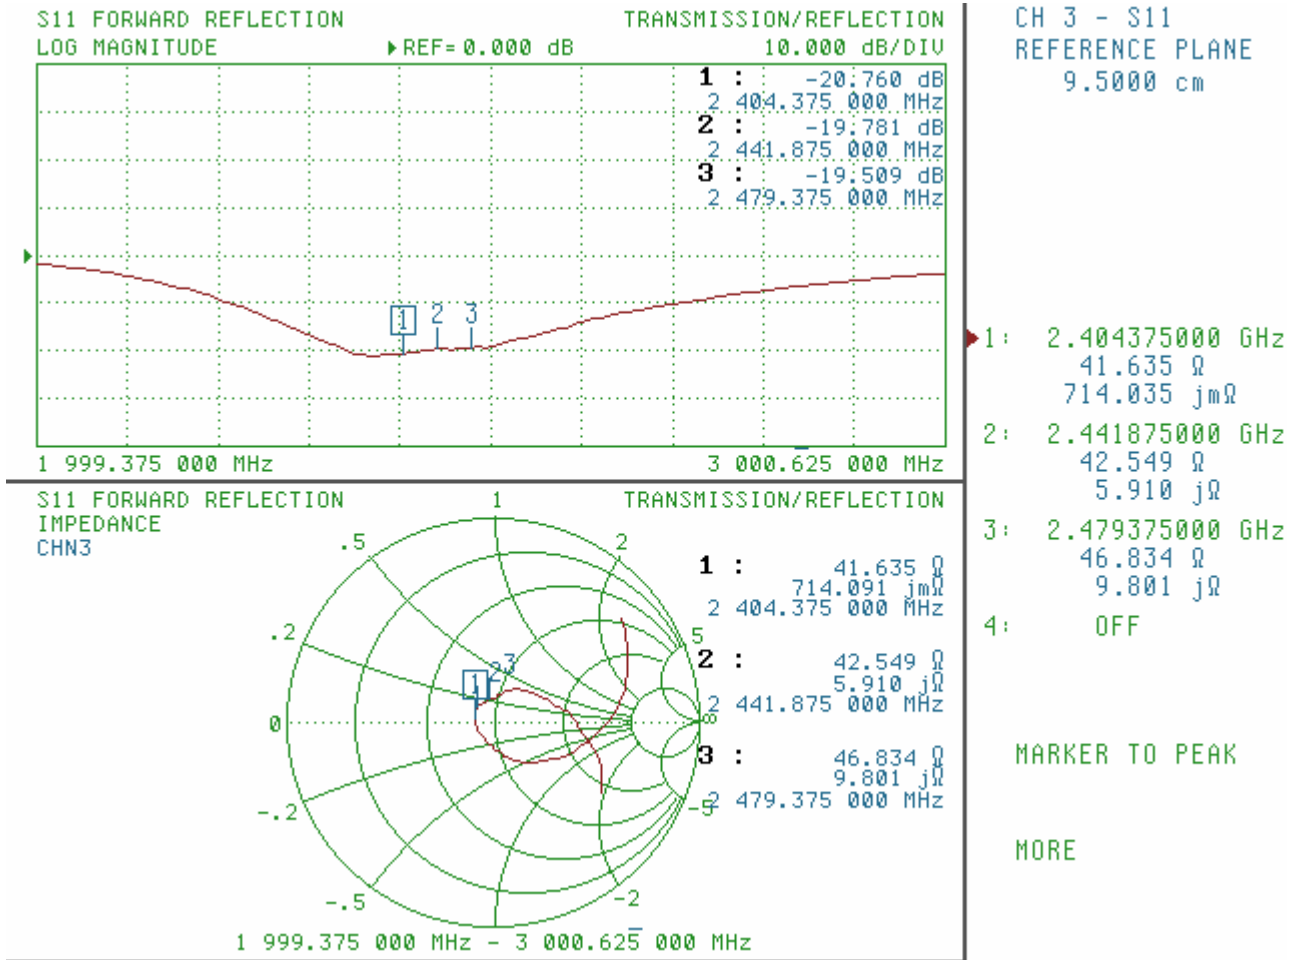 S11 FORWARD REFLECTION
TRANSMISSION/REFLECTION
LOG MAGNITUDE
REF= 0.000 dB
10.000 dB/DIV
1 : -20.760 dB
2 404.375 000 MHz
2 : -19.781 dB
2 441.875 000 MHz
3 : -19.509 dB
2 479.375 000 MHz
1 2 3
1 999.375 000 MHz
3 000.625 000 MHz
S11 FORWARD REFLECTION
TRANSMISSION/REFLECTION
IMPEDANCE
CHN3
1
.5
2
.2
5
0
∞
-.2
-5
-.5
-2
1 2 3
1 : 41.635 Ω
714.091 jmΩ
2 404.375 000 MHz
2 : 42.549 Ω
5.910 jΩ
2 441.875 000 MHz
3 : 46.834 Ω
9.801 jΩ
2 479.375 000 MHz
1 999.375 000 MHz - 3 000.625 000 MHz
CH 3 - S11
REFERENCE PLANE
9.5000 cm
1: 2.404375000 GHz
41.635 Ω
714.035 jmΩ
2: 2.441875000 GHz
42.549 Ω
5.910 jΩ
3: 2.479375000 GHz
46.834 Ω
9.801 jΩ
4: OFF
MARKER TO PEAK
MORE